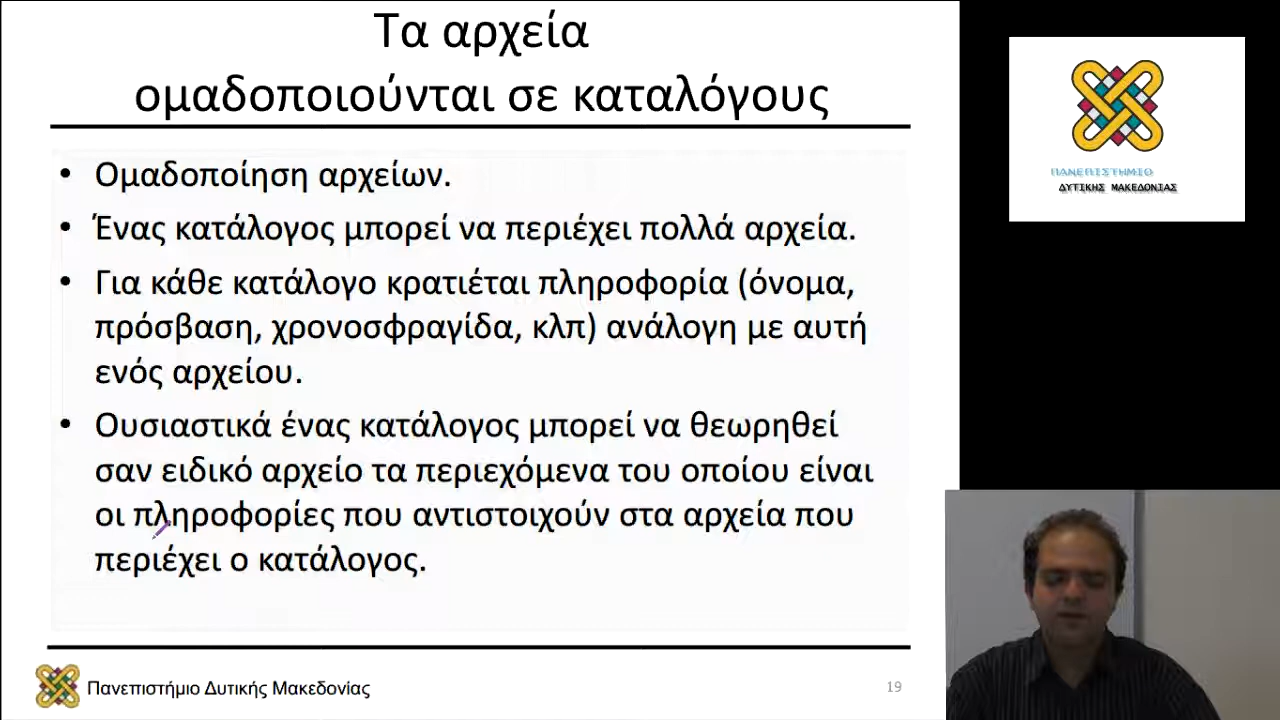 Τα αρχεία
ομαδοποιούνται σε καταλόγους
• Ομαδοποίηση αρχείων.
• Ένας κατάλογος μπορεί να περιέχει πολλά αρχεία.
• Για κάθε κατάλογο κρατιέται πληροφορία (όνομα,
πρόσβαση, χρονοσφραγίδα, κλπ) ανάλογη με αυτή
ενός αρχείου.
• Ουσιαστικά ένας κατάλογος μπορεί να θεωρηθεί
σαν ειδικό αρχείο τα περιεχόμενα του οποίου είναι
οι πληροφορίες που αντιστοιχούν στα αρχεία που
περιέχει ο κατάλογος.
Πανεπιστήμιο Δυτικής Μακεδονίας
19
ΠΑΝΕΠΙΣΤΗΜΙΟ
ΔΥΤΙΚΗΣ ΜΑΚΕΔΟΝΙΑΣ